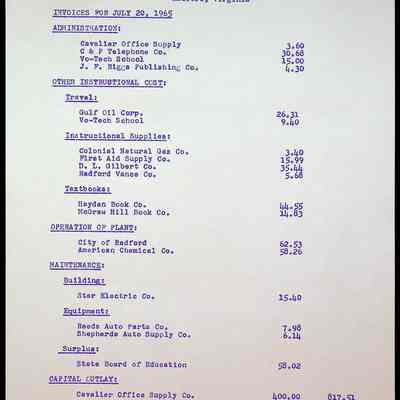 Virginia
INVOICES FOR JULY 20, 1965
ADMINISTRATION:
Cavalier Office Supply 3.60
C & P Telephone Co. 30.68
Vo-Tech School 15.00
J. F. Higgs Publishing Co. 4.30
OTHER INSTRUCTIONAL COST:
Travel:
Gulf Oil Corp. 26.31
Vo-Tech School 9.40
Instructional Supplies:
Colonial Natural Gas Co. 3.40
First Aid Supply Co. 15.99
D. L. Gilbert Co. 35.44
Radford Vance Co. 5.68
Textbooks:
Hayden Book Co. 44.55
McGraw Hill Book Co. 14.83
OPERATION OF PLANT:
City of Radford 62.53
American Chemical Co. 58.26
MAINTENANCE:
Building:
Star Electric Co. 15.40
Equipment:
Reeds Auto Parts Co. 7.98
Shepherds Auto Supply Co. 6.14
Surplus:
State Board of Education 58.02
CAPITAL OUTLAY:
Cavalier Office Supply Co. 400.00 817.51